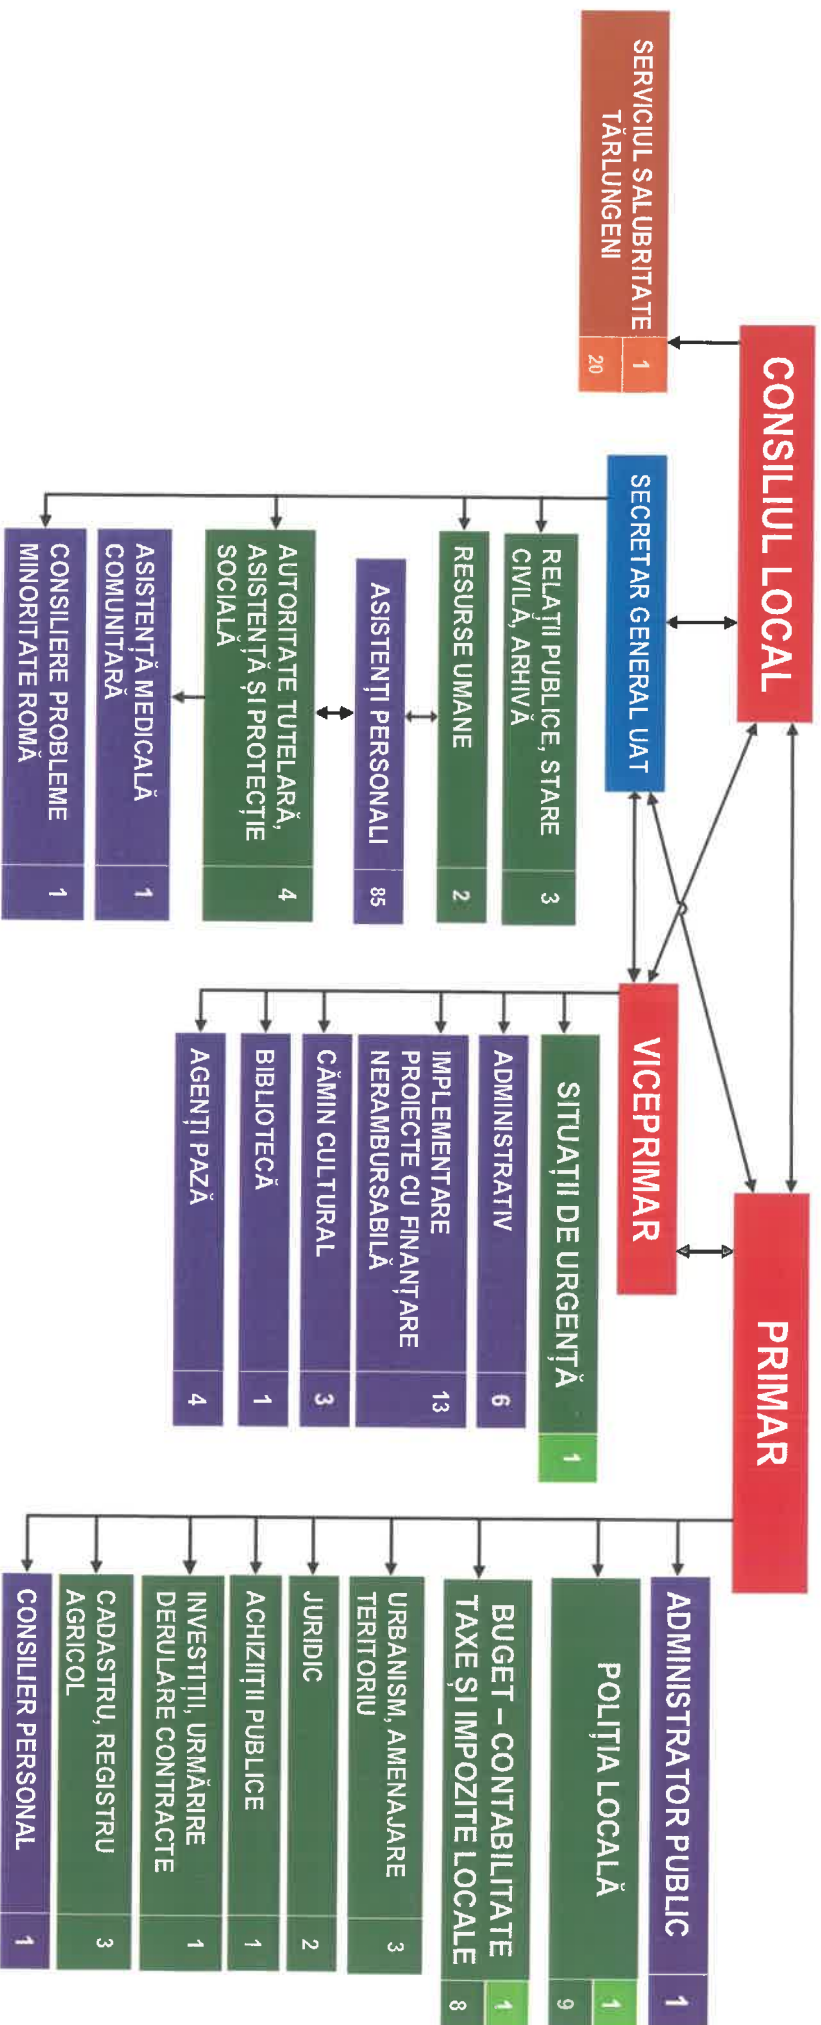 CONSILIUL LOCAL
PRIMAR
SERVICIUL SALUBRITATE
TĂRLUNGENI
1
20
SECRETAR GENERAL UAT
VICEPRIMAR
RELAȚII PUBLICE, STARE
CIVILĂ, ARHIVĂ
3
RESURSE UMANE
2
ASISTENȚI PERSONALI
85
AUTORITATE TUTELARĂ,
ASISTENȚĂ ȘI PROTECȚIE
SOCIALĂ
4
ASISTENȚĂ MEDICALĂ
COMUNITARĂ
1
CONSILIERE PROBLEME
MINORITATE ROMĂ
1
SITUAȚII DE URGENȚĂ
1
ADMINISTRATIV
6
IMPLEMENTARE
PROIECTE CU FINANȚARE
NERAMBURSABILĂ
13
CĂMIN CULTURAL
3
BIBLIOTECĂ
1
AGENȚI PAZĂ
4
ADMINISTRATOR PUBLIC
1
POLIȚIA LOCALĂ
1
9
BUGET – CONTABILITATE
TAXE ȘI IMPOZITE LOCALE
1
8
URBANISM, AMENAJARE
TERITORIU
3
JURIDIC
2
ACHIZIȚII PUBLICE
1
INVESTIȚII, URMĂRIRE
DERULARE CONTRACTE
1
CADASTRU, REGISTRU
AGRICOL
3
CONSILIER PERSONAL
1